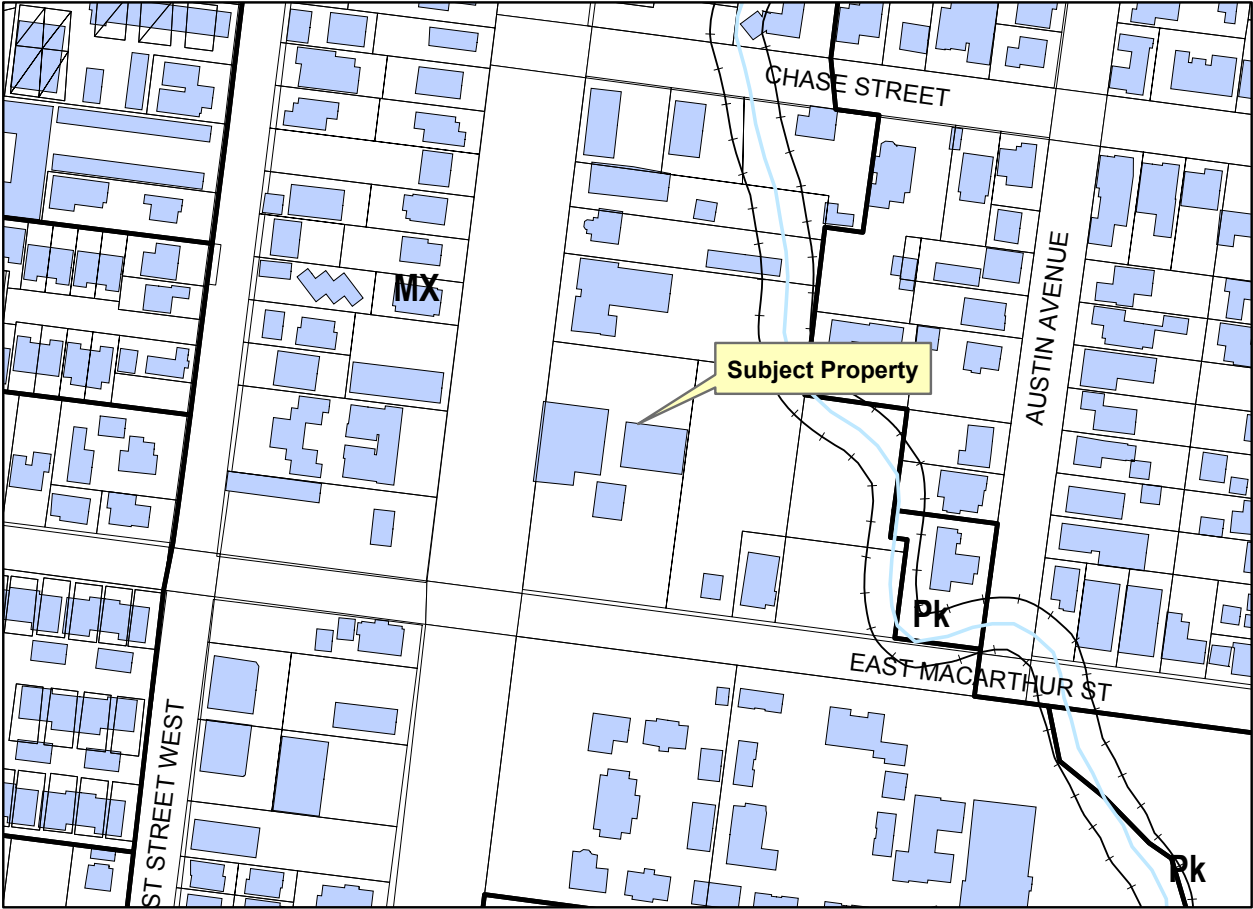 CHASE STREET
MX
Subject Property
AUSTIN AVENUE
Pk
EAST MACARTHUR ST
ST STREET WEST
Pk